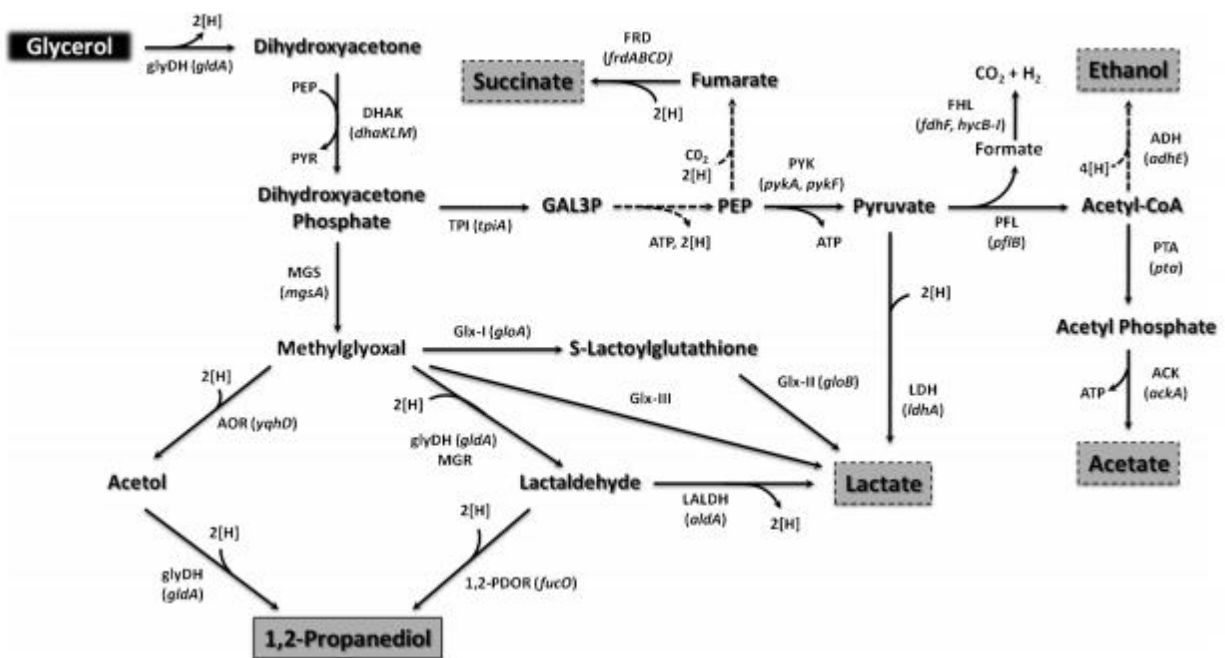 2[H]
Glycerol
glyDH (gldA)
Dihydroxyacetone
PEP
DHAK
(dhaKLM)
PYR
Dihydroxyacetone
Phosphate
TPI (tpiA)
GAL3P
ATP, 2[H]
PEP
CO2
2[H]
Fumarate
FRD
(frdABCD)
2[H]
Succinate
PYK
(pykA, pykF)
ATP
Pyruvate
PFL
(pflB)
Formate
FHL
(fdhF, hycB-I)
CO2 + H2
Acetyl-CoA
4[H]
ADH
(adhE)
Ethanol
PTA
(pta)
Acetyl Phosphate
ATP
ACK
(ackA)
Acetate
2[H]
LDH
(ldhA)
MGS
(mgsA)
Methylglyoxal
Glx-I (gloA)
S-Lactoylglutathione
Glx-II (gloB)
Glx-III
2[H]
AOR (yqhD)
2[H]
glyDH (gldA)
MGR
Acetol
Lactaldehyde
LALDH
(aldA)
2[H]
Lactate
2[H]
glyDH
(gldA)
2[H]
1,2-PDOR (fucO)
1,2-Propanediol